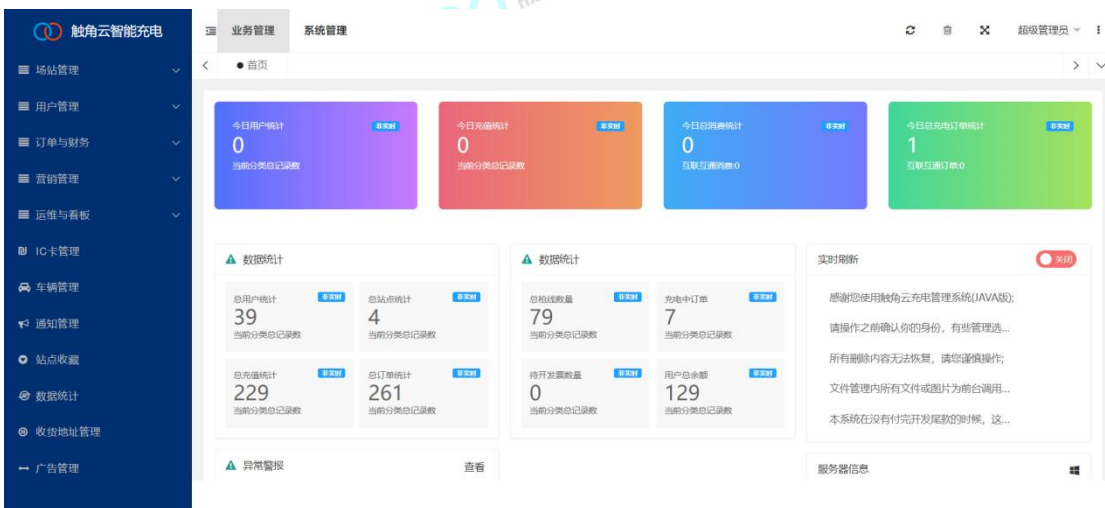 触角云智能充电
业务管理
系统管理
超级管理员
首页
场站管理
用户管理
订单与财务
营销管理
运维与看板
IC卡管理
车辆管理
通知管理
站点收藏
数据统计
收货地址管理
广告管理
今日用户统计
非实时
0
当前分类总记录数
今日充值统计
非实时
0
当前分类总记录数
今日总消费统计
非实时
0
互联互通消费:0
今日总充电订单统计
非实时
1
互联互通订单:0
数据统计
总用户统计
非实时
39
当前分类总记录数
总站点统计
非实时
4
当前分类总记录数
总充值统计
非实时
229
当前分类总记录数
总订单统计
非实时
261
当前分类总记录数
数据统计
总枪线数量
非实时
79
当前分类总记录数
充电中订单
非实时
7
当前分类总记录数
待开发票数量
非实时
0
当前分类总记录数
用户总余额
非实时
129
当前分类总记录数
实时刷新
关闭
感谢您使用触角云充电管理系统(JAVA版);
请操作之前确认你的身份，有些管理选...
所有删除内容无法恢复，请您谨慎操作;
文件管理内所有文件或图片为前台调用...
本系统在没有付完开发尾款的时候，这...
异常警报
查看
服务器信息